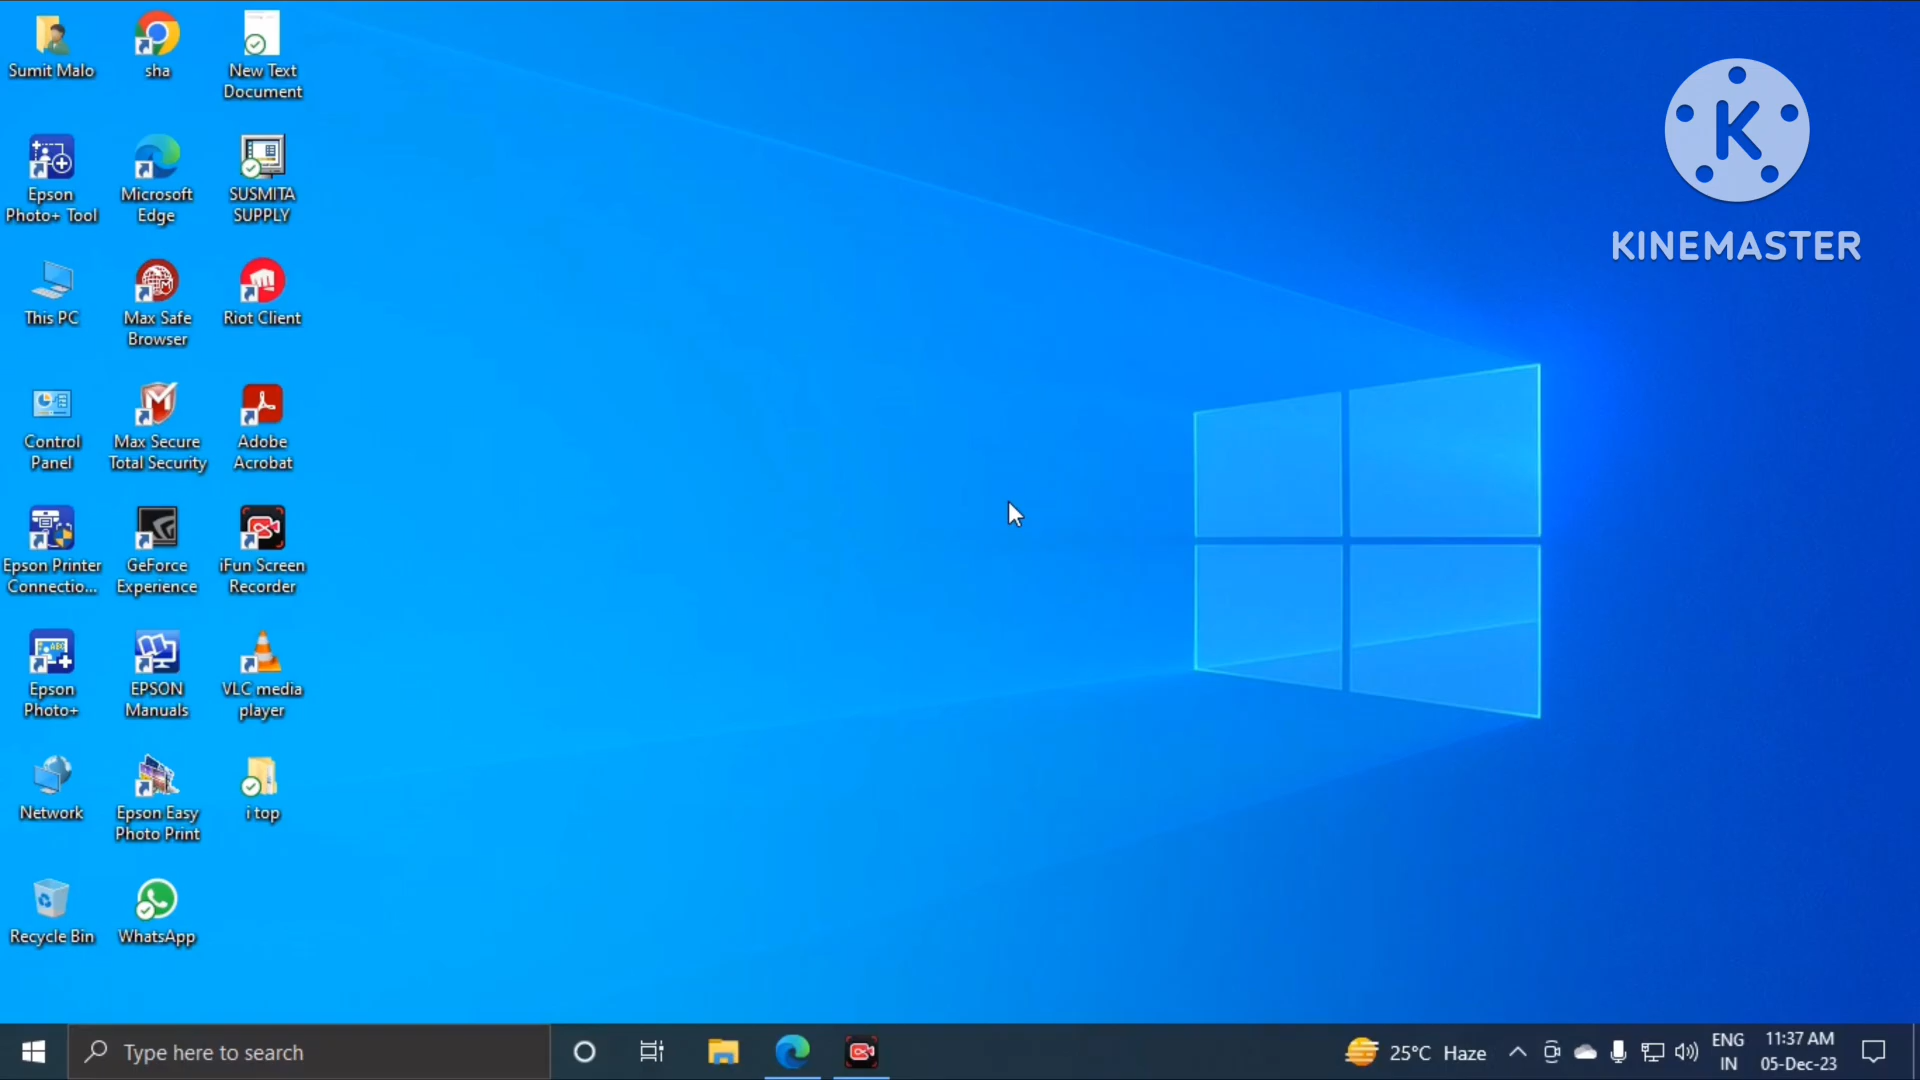 Sumit Malo
sha
New Text
Document
Epson
Photo+ Tool
Microsoft
Edge
SUSMITA
SUPPLY
This PC
Max Safe
Browser
Riot Client
Control
Panel
Max Secure
Total Security
Adobe
Acrobat
Epson Printer
Connectio...
GeForce
Experience
iFun Screen
Recorder
Epson
Photo+
EPSON
Manuals
VLC media
player
Network
Epson Easy
Photo Print
i top
Recycle Bin
WhatsApp
K
KINEMASTER
Type here to search
25°C Haze
ENG
IN
11:37 AM
05-Dec-23